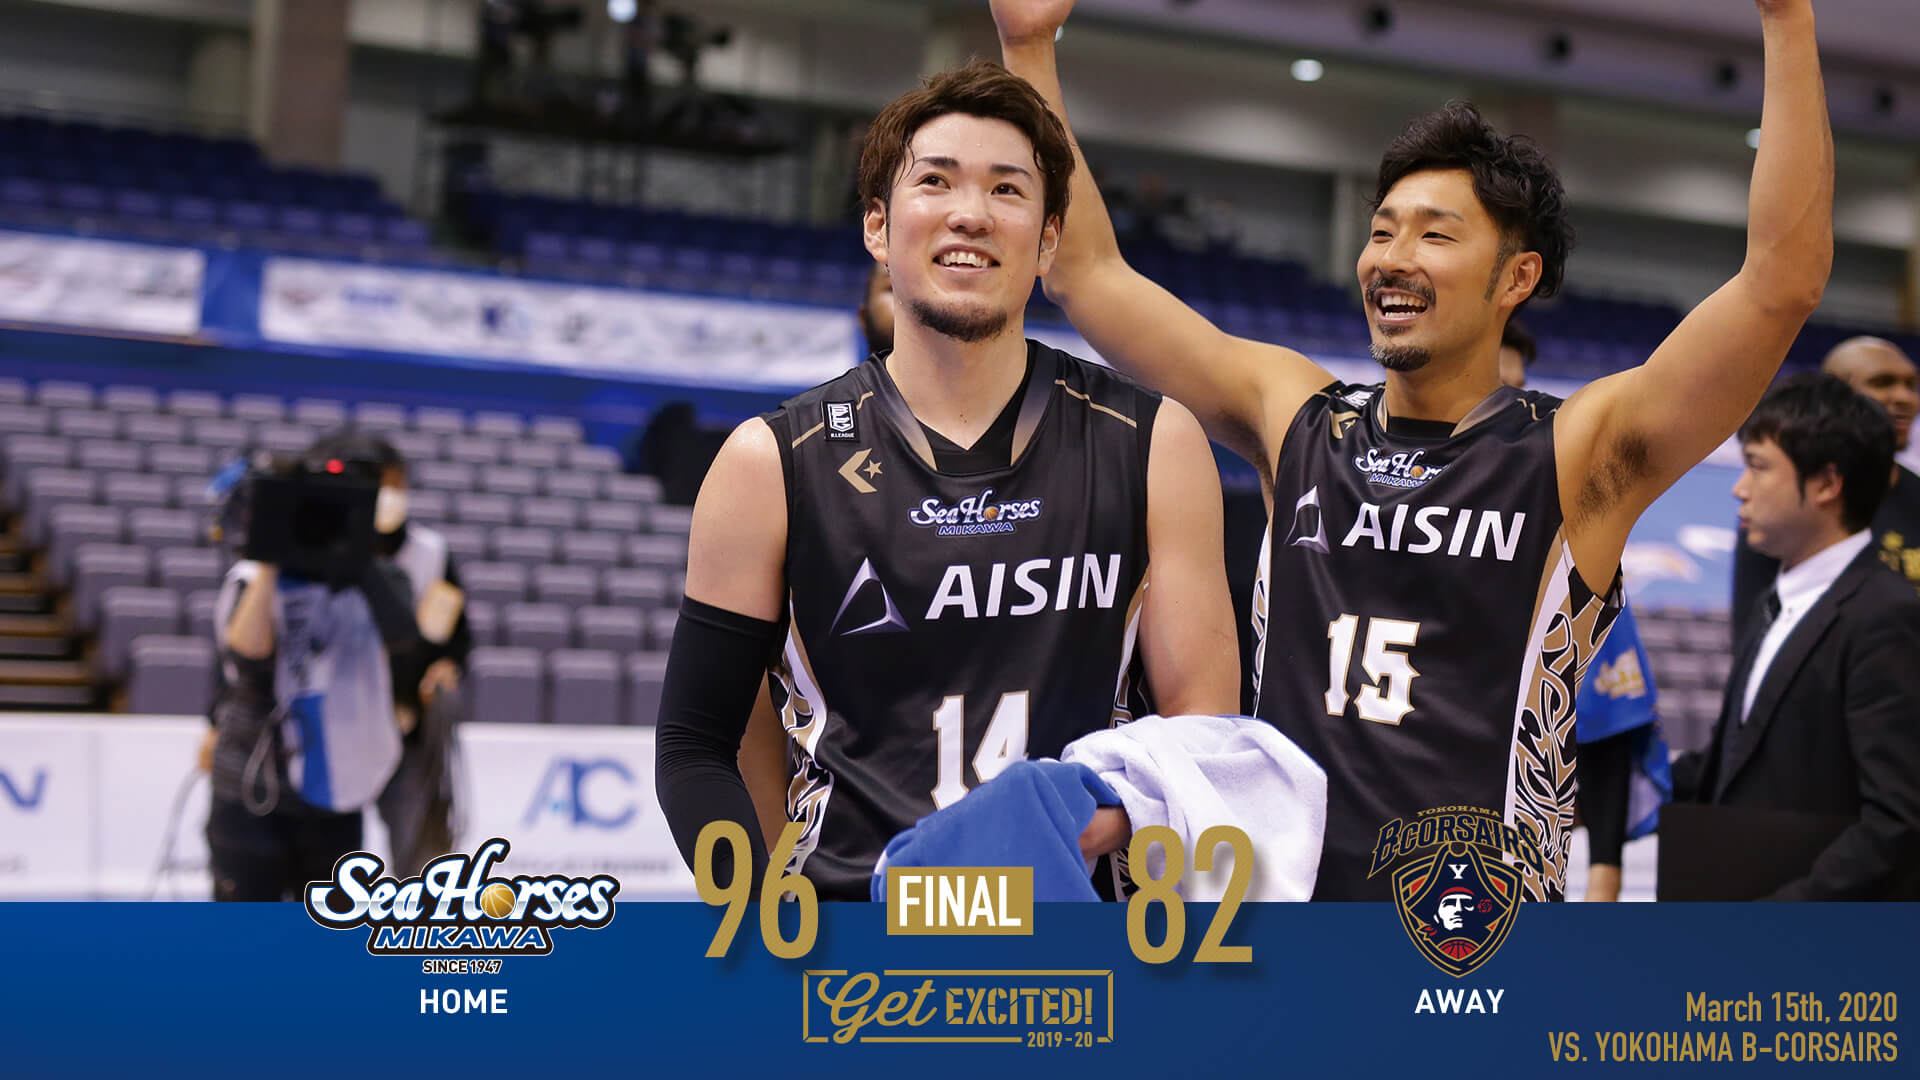 B.LEAGUE
SeaHorses
MIKAWA
AISIN
14
SeaHorses
MIKAWA
AISIN
15
AC
SeaHorses
MIKAWA
SINCE 1947
HOME
96
FINAL
82
Get EXCITED!
2019-20
YOKOHAMA
B-CORSAIRS
Y
AWAY
March 15th, 2020
VS. YOKOHAMA B-CORSAIRS